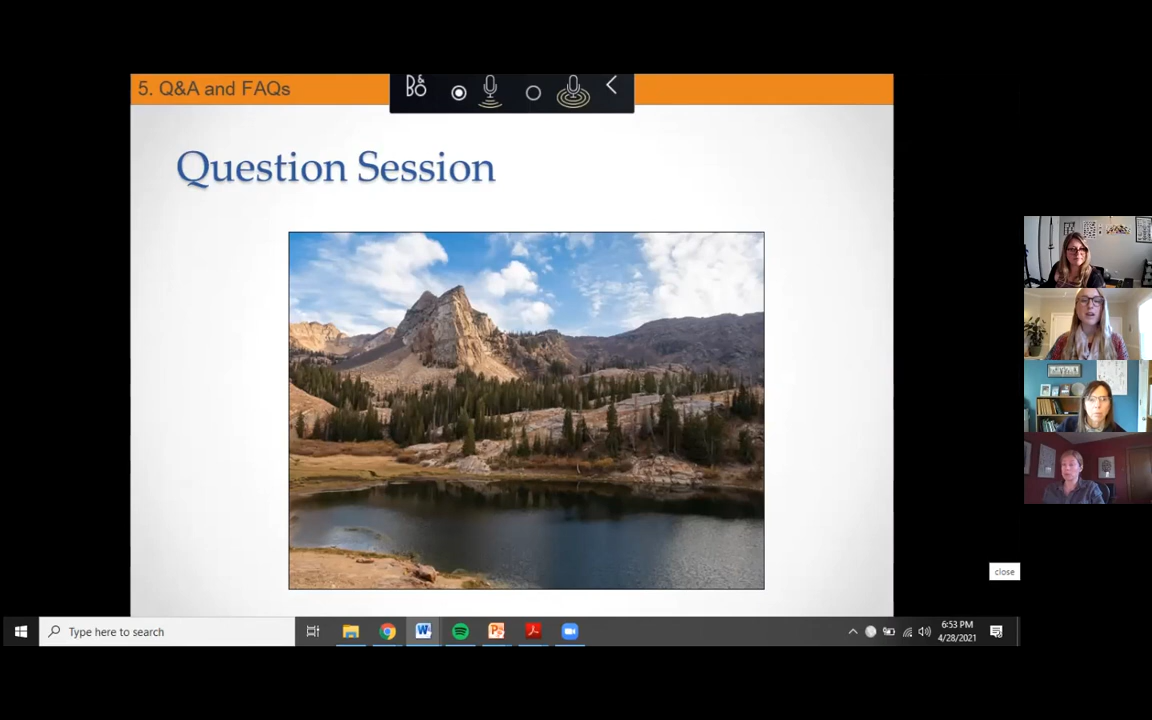 5. Q&A and FAQs
B&O
Question Session
close
Type here to search
6:53 PM
4/28/2021